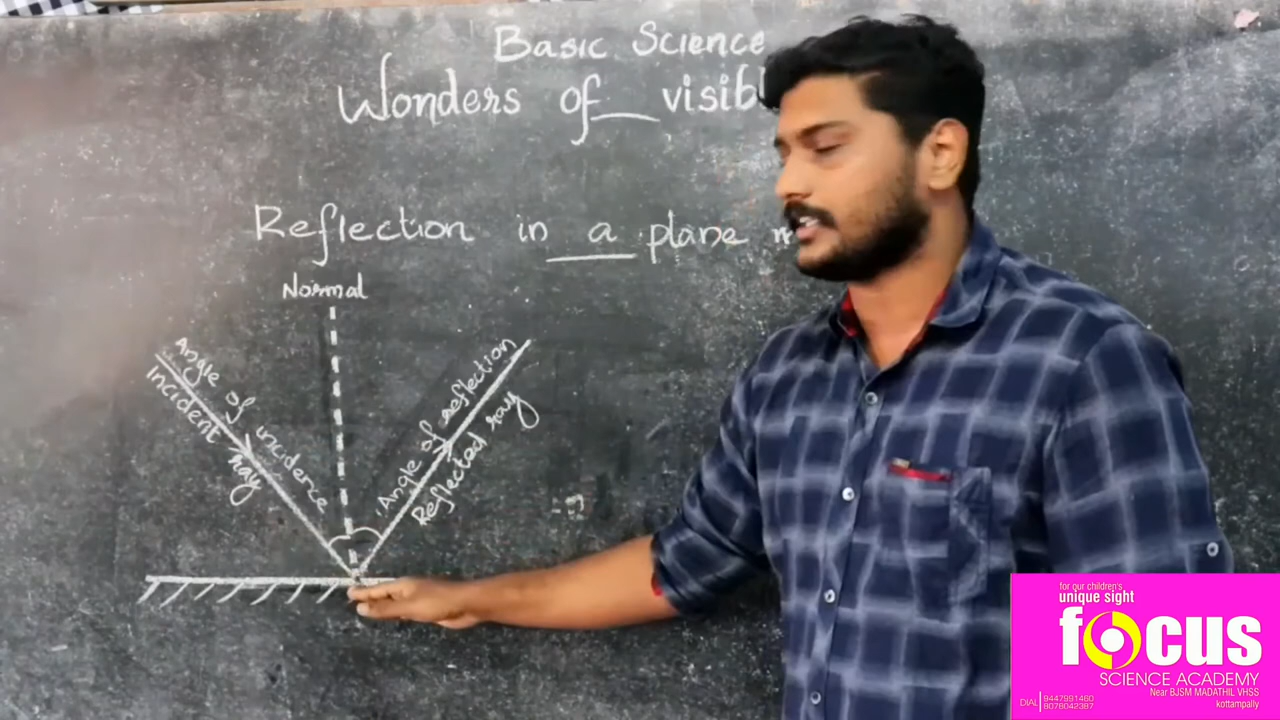 Basic Science
Wonders of visibl
Reflection in a plane m
Normal
Angle of incidence
Incident ray
Angle of reflection
Reflected ray
for our children's
unique sight
focus
SCIENCE ACADEMY
Near BJSM MADATHIL VHSS
kottampally
DIAL 9447991460
8078042387